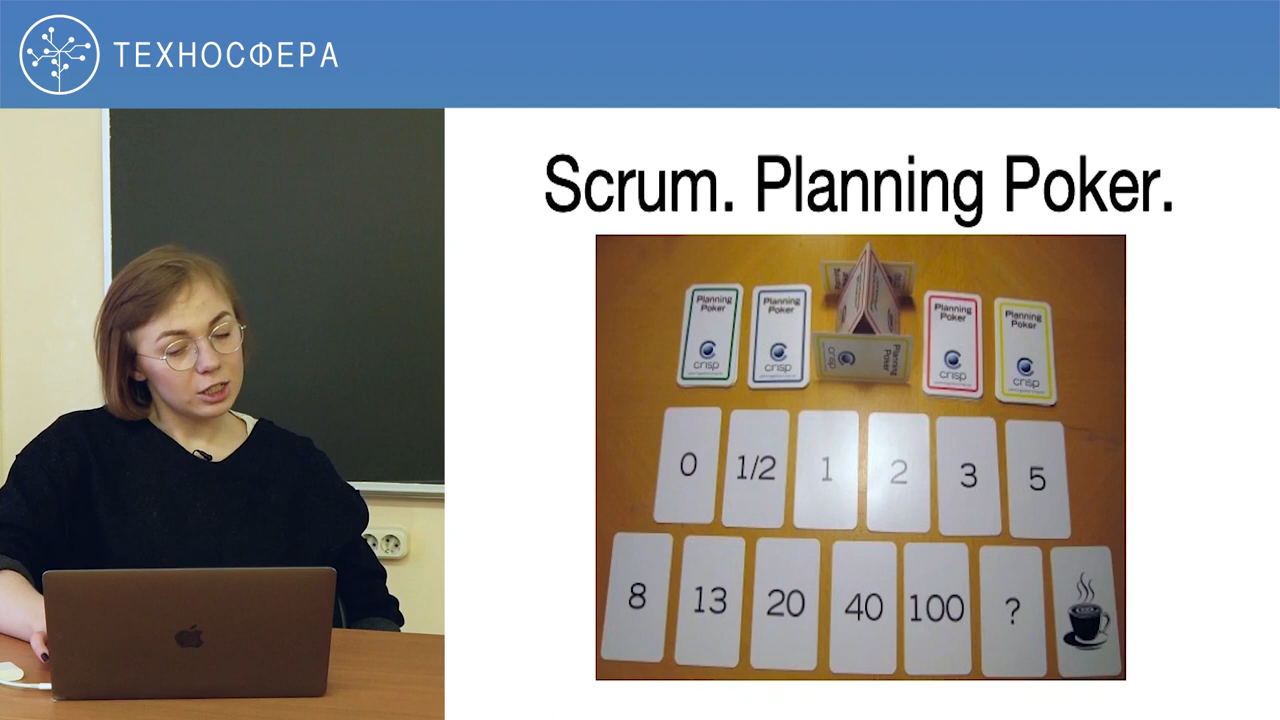 ТЕХНОСФЕРА
Scrum. Planning Poker.
Planning
Poker
crisp
Planning
Poker
crisp
Planning
Poker
crisp
Planning
Poker
crisp
Planning
Poker
crisp
0
1/2
1
2
3
5
8
13
20
40
100
?